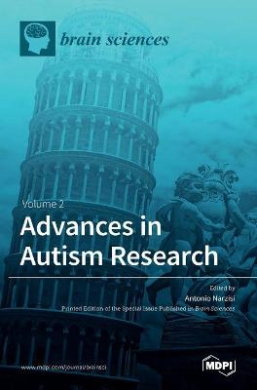 brain sciences
Volume 2
Advances in
Autism Research
Edited by
Antonio Narzisi
Printed Edition of the Special Issue Published in Brain Sciences
www.mdpi.com/journal/brainsci
MDPI